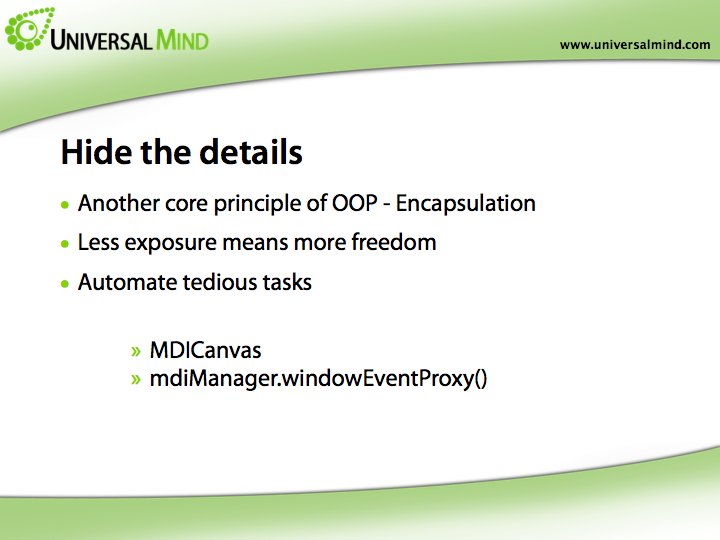 UNIVERSAL MIND
www.universalmind.com
Hide the details
• Another core principle of OOP - Encapsulation
• Less exposure means more freedom
• Automate tedious tasks
» MDICanvas
» mdiManager.windowEventProxy()